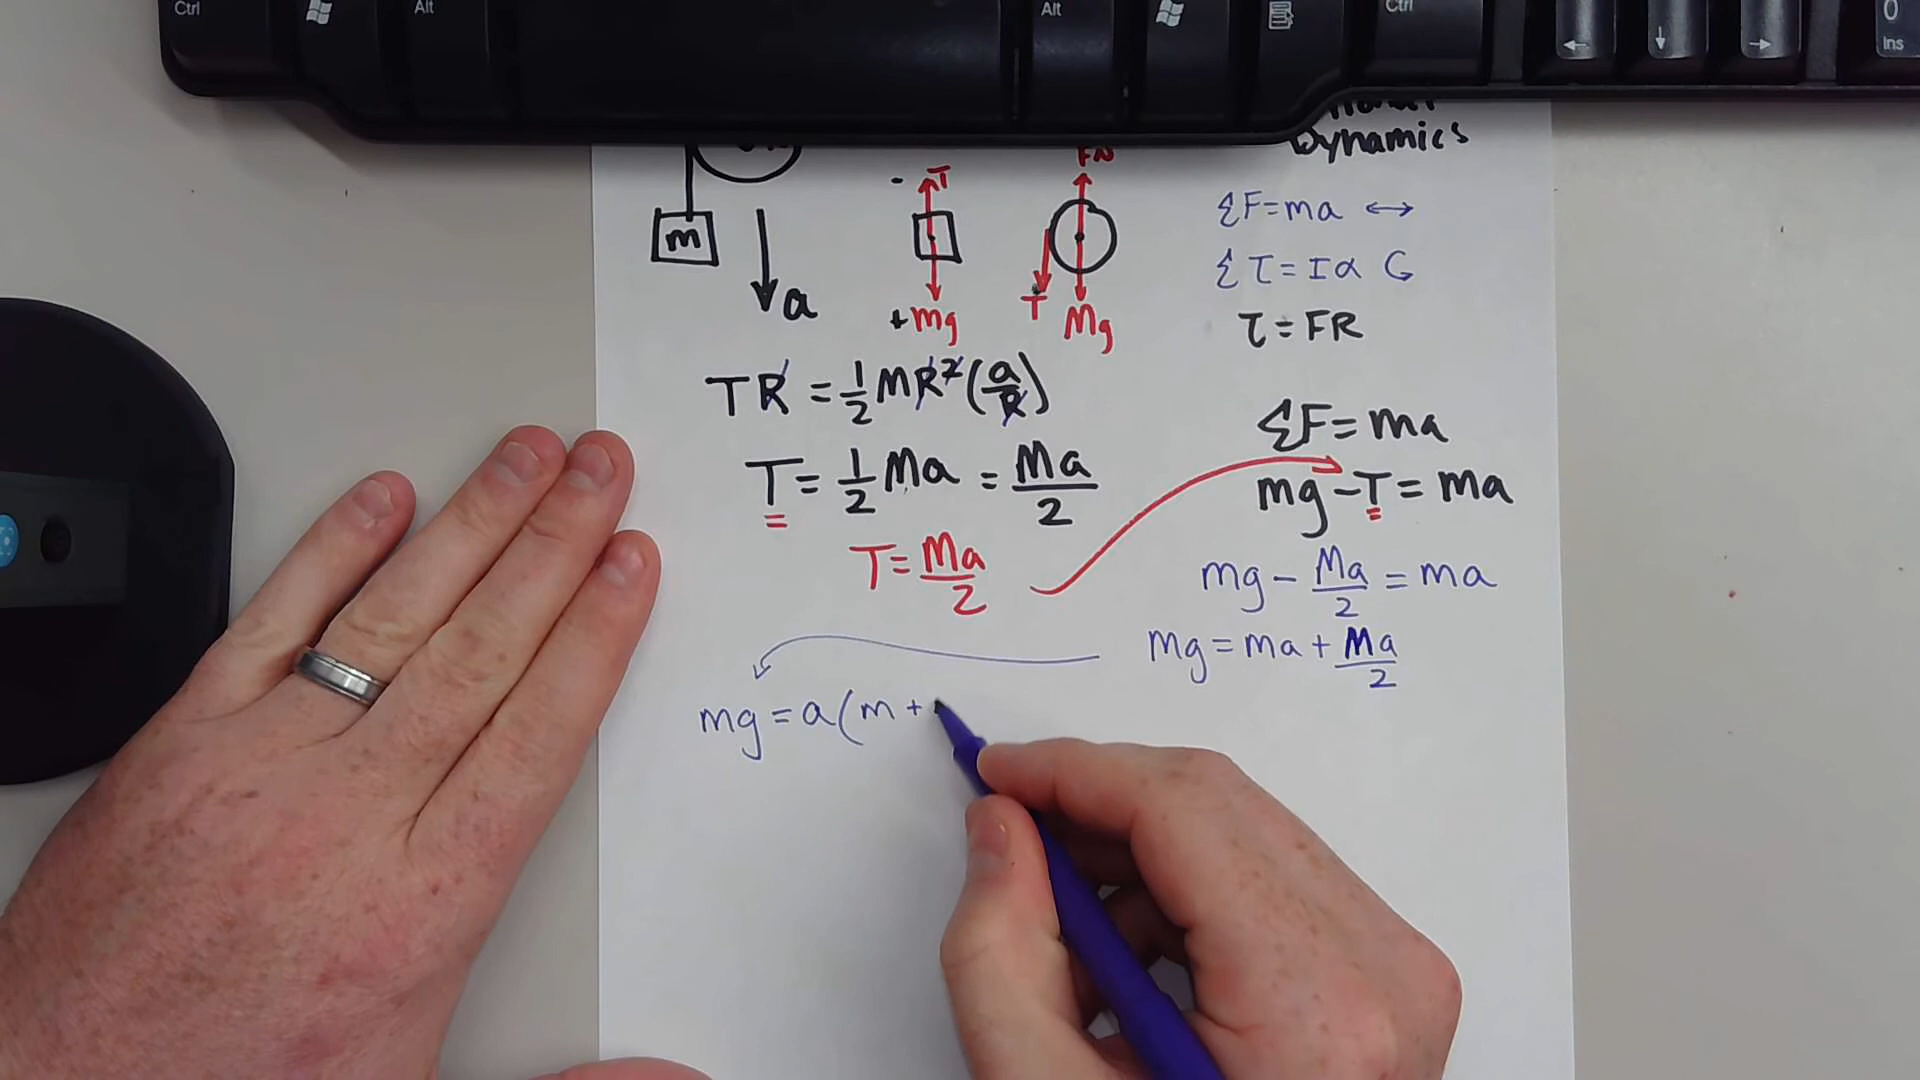 Ctrl Alt Alt Ctrl 0
← ↓ → Ins
Dynamics
- T FN
ΣF=ma ↔
m
Στ=Iα
a +mg T Mg
τ=FR
TR=1/2MR²(a/R)
ΣF=ma
T=1/2Ma=Ma/2
mg-T=ma
T=Ma/2
mg-Ma/2=ma
mg=ma+Ma/2
mg=a(m+